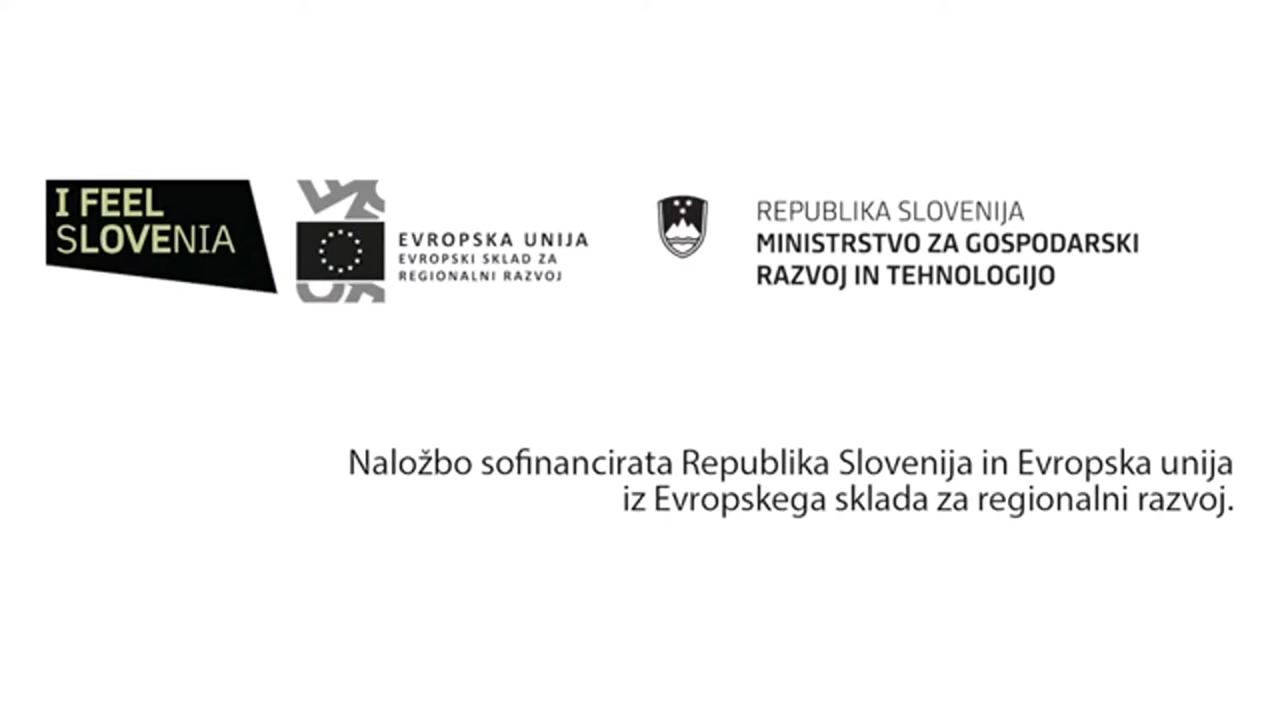 I FEEL
SLOVENIA
EVROPSKA UNIJA
EVROPSKI SKLAD ZA
REGIONALNI RAZVOJ
REPUBLIKA SLOVENIJA
MINISTRSTVO ZA GOSPODARSKI
RAZVOJ IN TEHNOLOGIJO
Naložbo sofinancirata Republika Slovenija in Evropska unija
iz Evropskega sklada za regionalni razvoj.